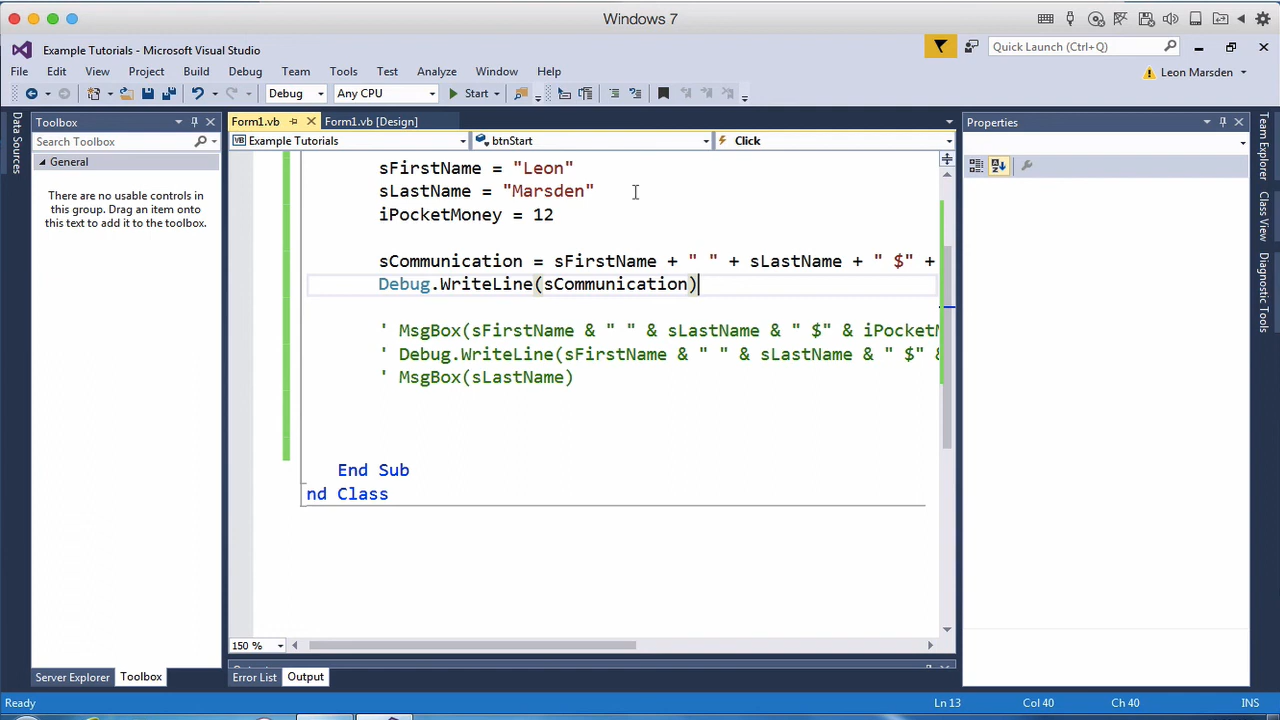 Windows 7
Example Tutorials - Microsoft Visual Studio
Quick Launch (Ctrl+Q)
File Edit View Project Build Debug Team Tools Test Analyze Window Help
Leon Marsden
Debug Any CPU Start
Data Sources
Toolbox
Search Toolbox
General
There are no usable controls in
this group. Drag an item onto
this text to add it to the toolbox.
Server Explorer Toolbox
Form1.vb Form1.vb [Design]
VB Example Tutorials btnStart Click
sFirstName = "Leon"
sLastName = "Marsden"
iPocketMoney = 12
sCommunication = sFirstName + " " + sLastName + " $" +
Debug.WriteLine(sCommunication)
' MsgBox(sFirstName & " " & sLastName & " $" & iPocketM
' Debug.WriteLine(sFirstName & " " & sLastName & " $" &
' MsgBox(sLastName)
End Sub
nd Class
150 %
Error List Output
Properties
Team Explorer
Class View
Diagnostic Tools
Ready Ln 13 Col 40 Ch 40 INS